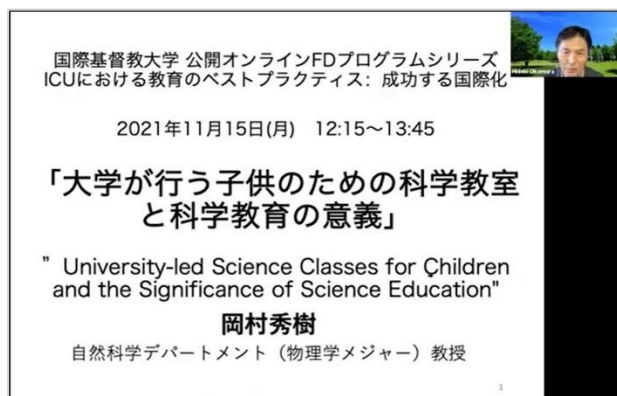 国際基督教大学 公開オンラインFDプログラムシリーズ
ICUにおける教育のベストプラクティス：成功する国際化
2021年11月15日(月) 12:15～13:45
「大学が行う子供のための科学教室
と科学教育の意義」
”University-led Science Classes for Çhildren
and the Significance of Science Education"
岡村秀樹
自然科学デパートメント（物理学メジャー）教授
1
Hideki Okamura